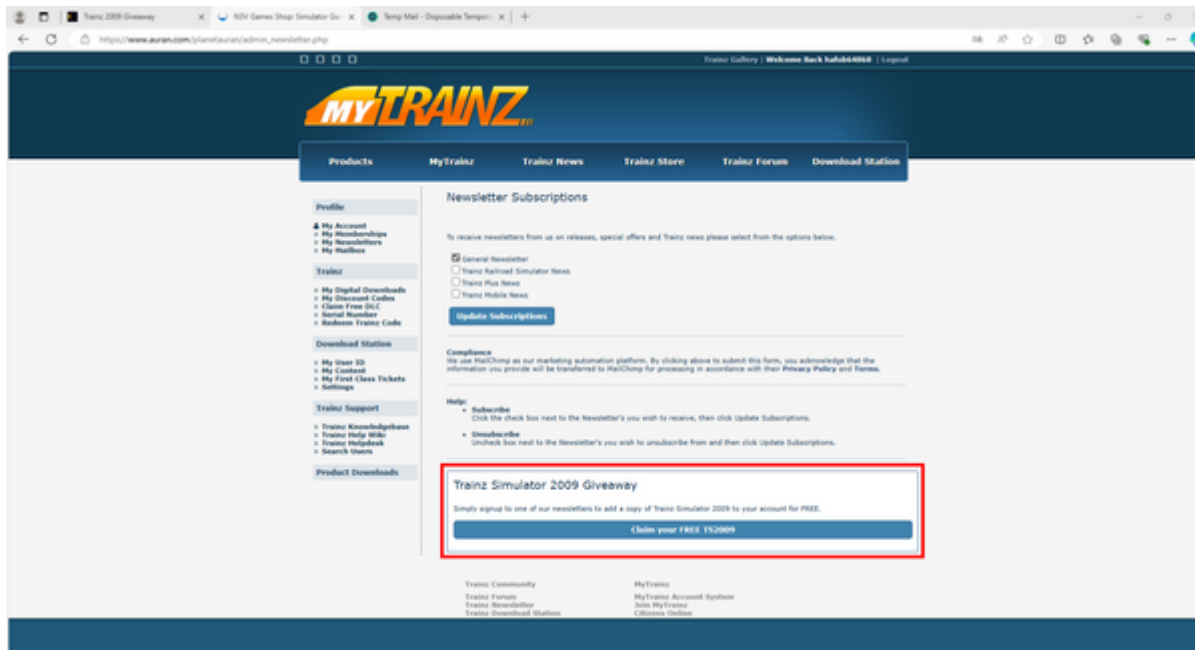 Trainz 2009 Giveaway
N3V Games Shop: Simulator Ga
Temp Mail - Disposable Tempor
https://www.auran.com/planetauran/admin_newsletter.php
Trainz Gallery | Welcome Back hafob64868 | Logout
MYTRAINZ
Products MyTrainz Trainz News Trainz Store Trainz Forum Download Station
Profile
My Account
» My Memberships
» My Newsletters
» My Mailbox
Trainz
» My Digital Downloads
» My Discount Codes
» Claim Free DLC
» Serial Number
» Redeem Trainz Code
Download Station
» My User ID
» My Content
» My First Class Tickets
» Settings
Trainz Support
» Trainz Knowledgebase
» Trainz Help Wiki
» Trainz Helpdesk
» Search Users
Product Downloads
Newsletter Subscriptions
To receive newsletters from us on releases, special offers and Trainz news please select from the options below.
General Newsletter
Trainz Railroad Simulator News
Trainz Plus News
Trainz Mobile News
Update Subscriptions
Compliance
We use MailChimp as our marketing automation platform. By clicking above to submit this form, you acknowledge that the
information you provide will be transferred to MailChimp for processing in accordance with their Privacy Policy and Terms.
Help:
Subscribe
Click the check box next to the Newsletter's you wish to receive, then click Update Subscriptions.
Unsubscribe
Uncheck box next to the Newsletter's you wish to unsubscribe from and then click Update Subscriptions.
Trainz Simulator 2009 Giveaway
Simply signup to one of our newsletters to add a copy of Trainz Simulator 2009 to your account for FREE.
Claim your FREE TS2009
Trainz Community
Trainz Forum
Trainz Newsletter
Trainz Download Station
MyTrainz
MyTrainz Account System
Join MyTrainz
Citizens Online